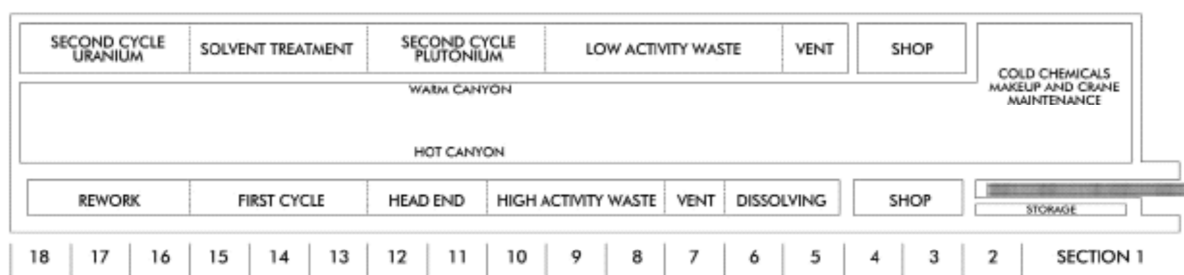 SECOND CYCLE
URANIUM
SOLVENT TREATMENT
SECOND CYCLE
PLUTONIUM
LOW ACTIVITY WASTE
VENT
SHOP
COLD CHEMICALS
MAKEUP AND CRANE
MAINTENANCE
WARM CANYON
HOT CANYON
REWORK
FIRST CYCLE
HEAD END
HIGH ACTIVITY WASTE
VENT
DISSOLVING
SHOP
STORAGE
18 17 16 15 14 13 12 11 10 9 8 7 6 5 4 3 2 SECTION 1